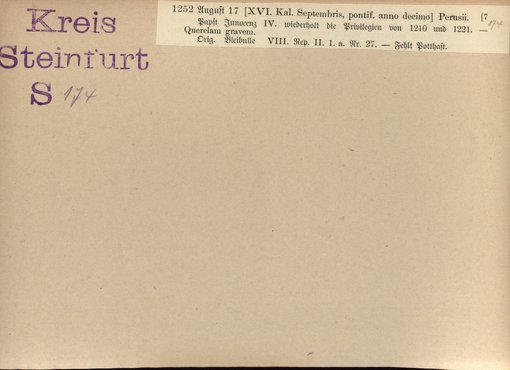 Kreis
Steinfurt
S 174
1252 August 17 [XVI. Kal. Septembris, pontif. anno decimo] Perusii. [7
174
Papst Innocenz IV. wiederholt die Privilegien von 1210 und 1221. —
Querelam gravem.
Orig. Bleibulle VIII. Rep. II. 1. a. Nr. 27. — Fehlt Potthast.